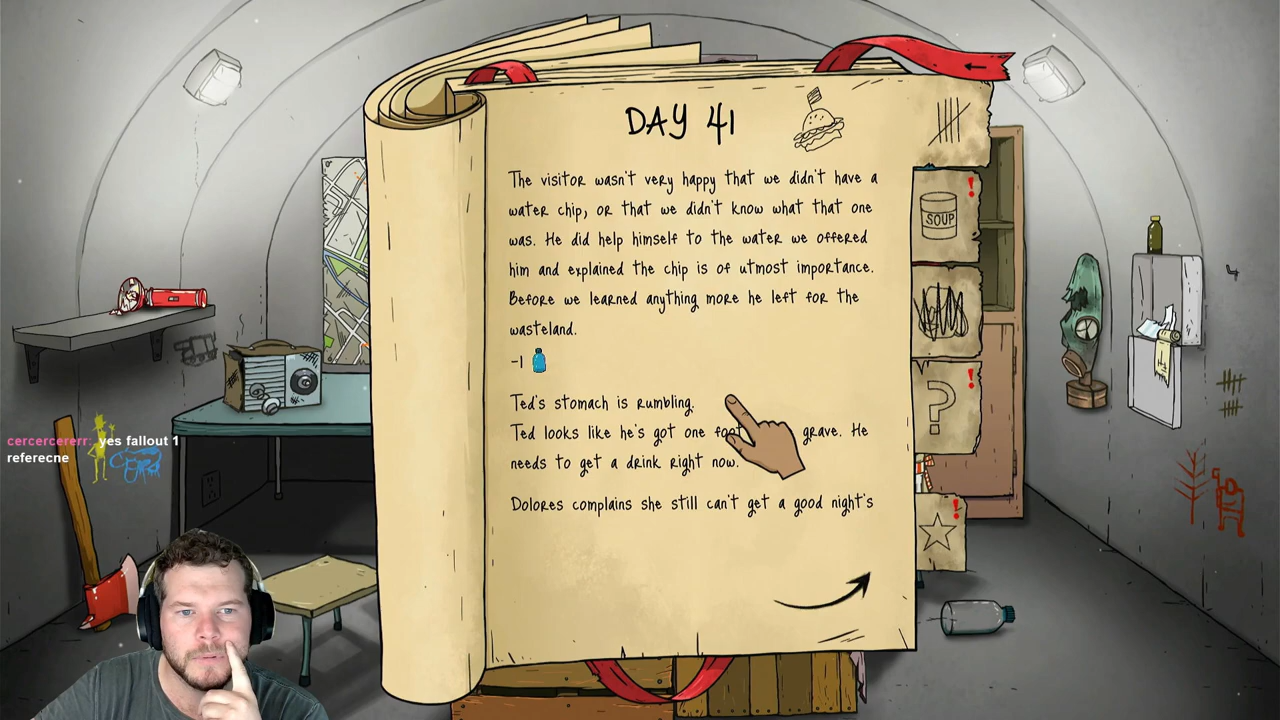 DAY 41
The visitor wasn't very happy that we didn't have a
water chip, or that we didn't know what that one
was. He did help himself to the water we offered
him and explained the chip is of utmost importance.
Before we learned anything more he left for the
wasteland.
-1
Ted's stomach is rumbling.
Ted looks like he's got one grave. He
needs to get a drink right now.
Dolores complains she still can't get a good night's
SOUP
!
!
?
!
cercercererr: yes fallout 1
referecne